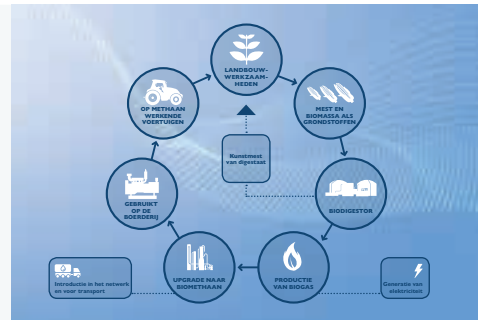 LANDBOUW-
WERKZAAM-
HEDEN
MEST EN
BIOMASSA ALS
GRONDSTOFFEN
BIODIGESTOR
PRODUCTIE
VAN BIOGAS
UPGRADE NAAR
BIOMETHAAN
GEBRUIKT
OP DE
BOERDERIJ
OP METHAAN
WERKENDE
VOERTUIGEN
Kunstmest
van digestaat
Introductie in het netwerk
en voor transport
Generatie van
elektriciteit